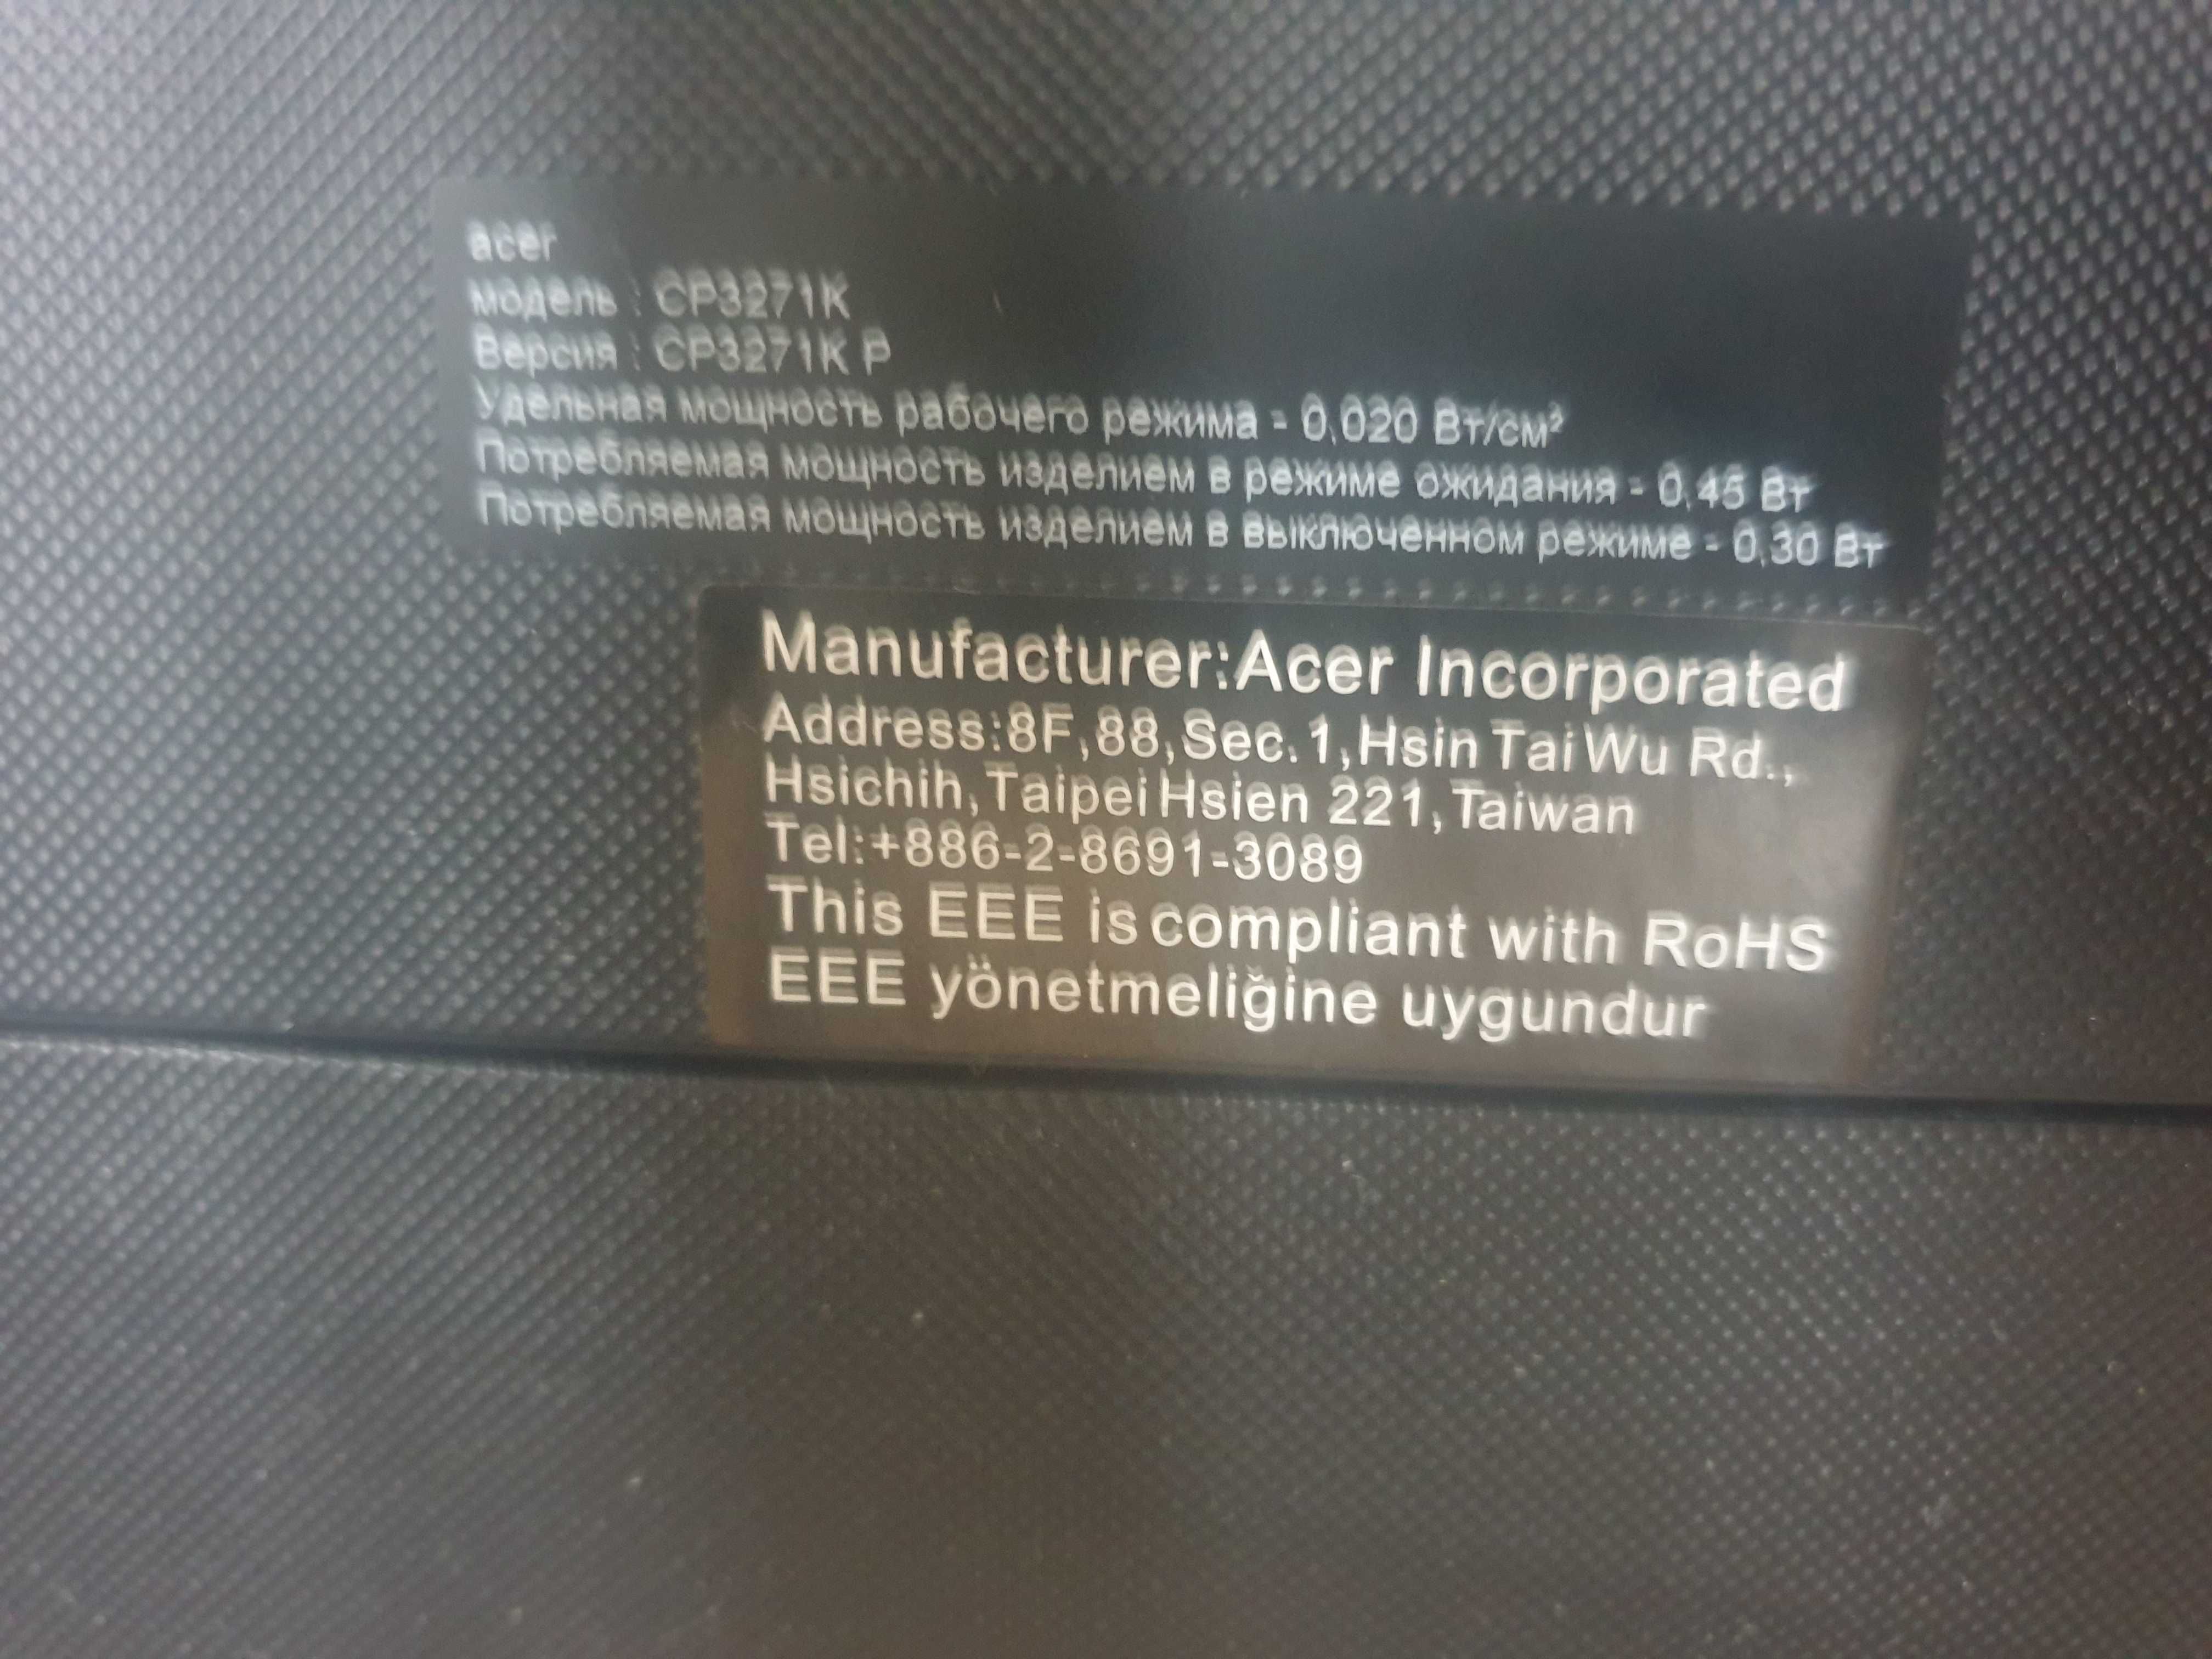 acer
модель : CP3271K
Версия : CP3271K P
Удельная мощность рабочего режима - 0,020 Вт/см²
Потребляемая мощность изделием в режиме ожидания - 0,45 Вт
Потребляемая мощность изделием в выключенном режиме - 0,30 Вт
Manufacturer:Acer Incorporated
Address:8F,88,Sec.1,Hsin Tai Wu Rd.,
Hsichih,Taipei Hsien 221,Taiwan
Tel:+886-2-8691-3089
This EEE is compliant with RoHS
EEE yönetmeliğine uygundur